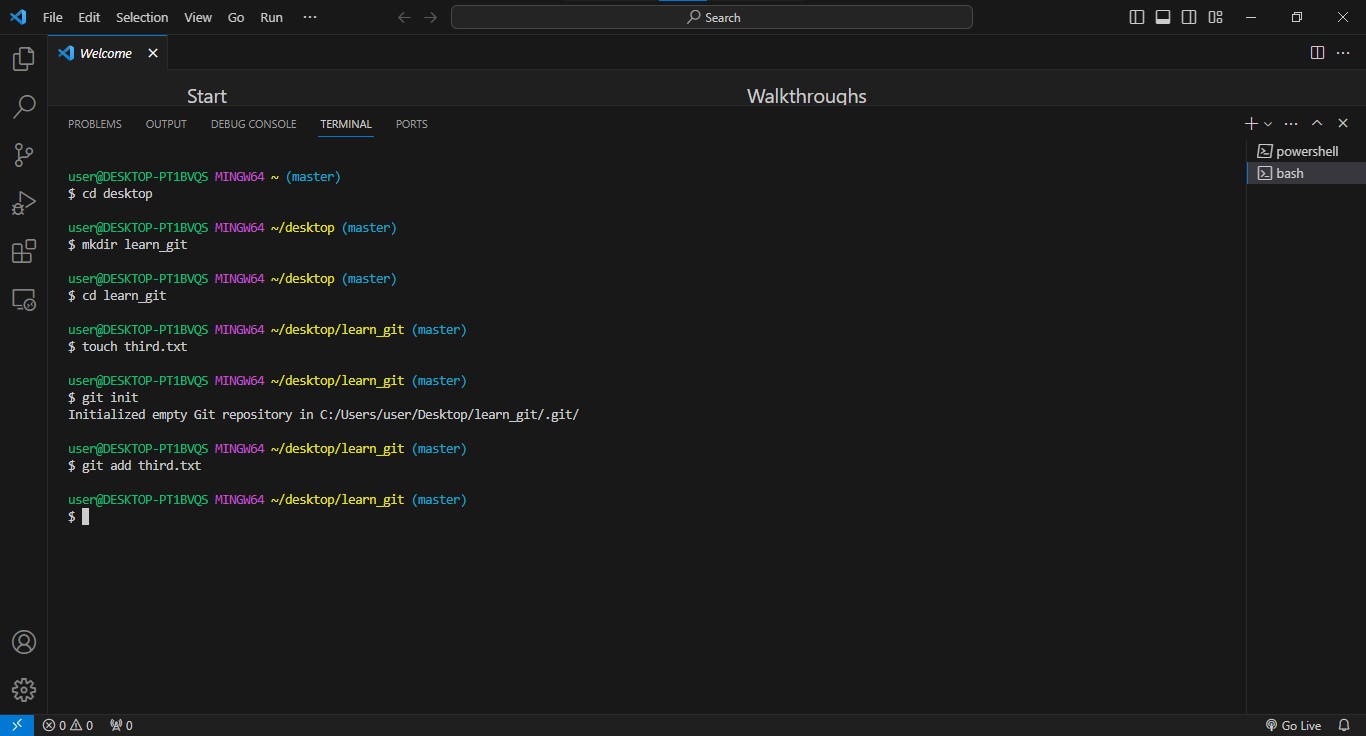 File Edit Selection View Go Run ···
Search
Welcome
Start
Walkthroughs
PROBLEMS OUTPUT DEBUG CONSOLE TERMINAL PORTS
powershell
bash
user@DESKTOP-PT1BVQS MINGW64 ~ (master)
$ cd desktop
user@DESKTOP-PT1BVQS MINGW64 ~/desktop (master)
$ mkdir learn_git
user@DESKTOP-PT1BVQS MINGW64 ~/desktop (master)
$ cd learn_git
user@DESKTOP-PT1BVQS MINGW64 ~/desktop/learn_git (master)
$ touch third.txt
user@DESKTOP-PT1BVQS MINGW64 ~/desktop/learn_git (master)
$ git init
Initialized empty Git repository in C:/Users/user/Desktop/learn_git/.git/
user@DESKTOP-PT1BVQS MINGW64 ~/desktop/learn_git (master)
$ git add third.txt
user@DESKTOP-PT1BVQS MINGW64 ~/desktop/learn_git (master)
$
0 0 0
Go Live